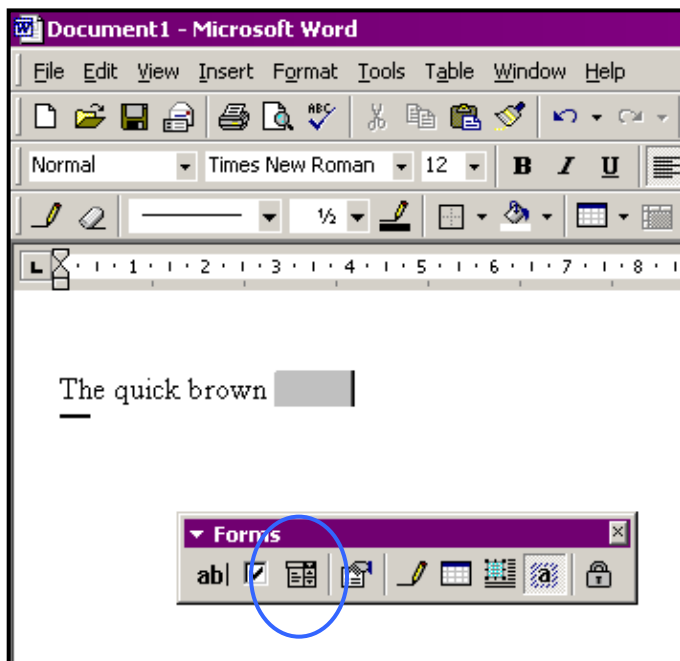 Document1 - Microsoft Word
File Edit View Insert Format Tools Table Window Help
ABC
Normal Times New Roman 12 B I U
½
L 1 2 3 4 5 6 7 8
The quick brown
Forms
ab| a